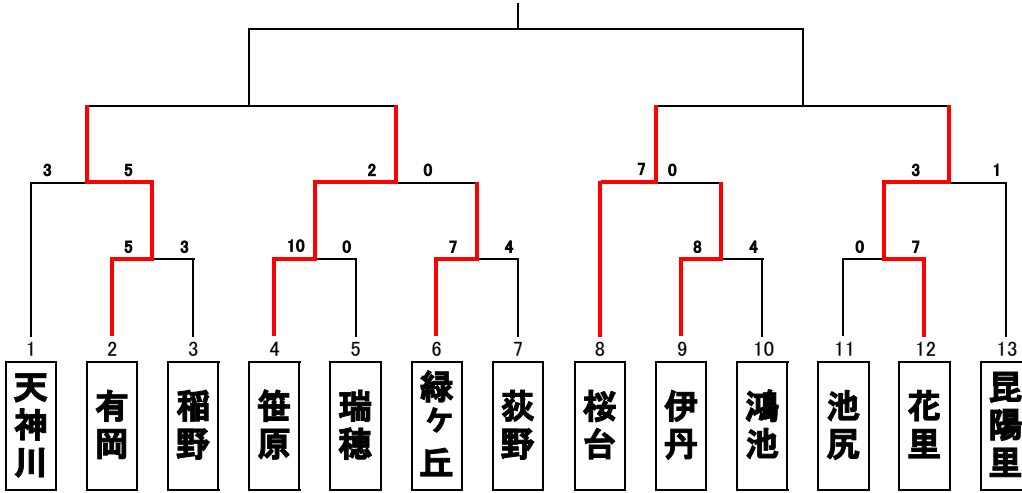 3 5 2 0 7 0 3 1
5 3 10 0 7 4 8 4 0 7
1 2 3 4 5 6 7 8 9 10 11 12 13
天神川
有岡
稲野
笹原
瑞穂
緑ヶ丘
荻野
桜台
伊丹
鴻池
池尻
花里
昆陽里